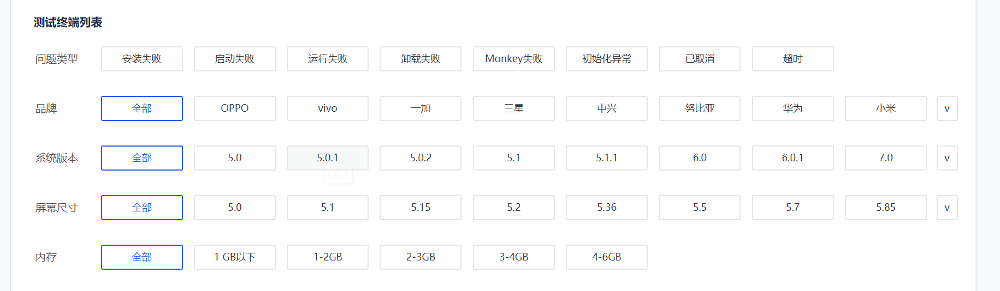 测试终端列表
问题类型 安装失败 启动失败 运行失败 卸载失败 Monkey失败 初始化异常 已取消 超时
品牌 全部 OPPO vivo 一加 三星 中兴 努比亚 华为 小米 v
系统版本 全部 5.0 5.0.1 5.0.2 5.1 5.1.1 6.0 6.0.1 7.0 v
5.0.1
屏幕尺寸 全部 5.0 5.1 5.15 5.2 5.36 5.5 5.7 5.85 v
内存 全部 1 GB以下 1-2GB 2-3GB 3-4GB 4-6GB